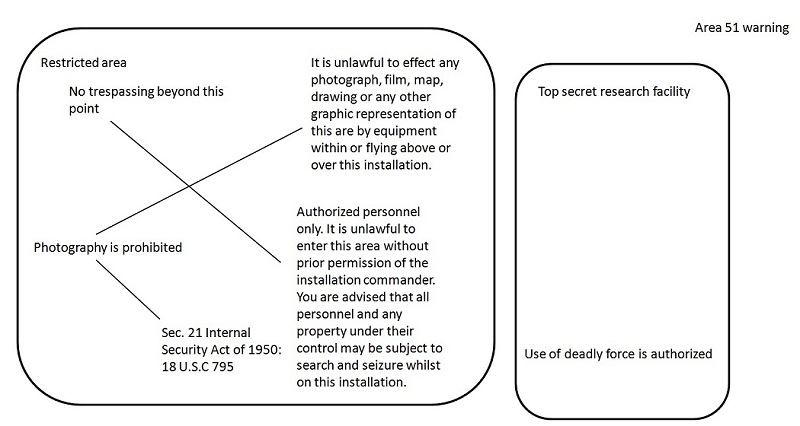 Area 51 warning
Restricted area
No trespassing beyond this
point
It is unlawful to effect any
photograph, film, map,
drawing or any other
graphic representation of
this are by equipment
within or flying above or
over this installation.
Photography is prohibited
Authorized personnel
only. It is unlawful to
enter this area without
prior permission of the
installation commander.
You are advised that all
personnel and any
property under their
control may be subject to
search and seizure whilst
on this installation.
Sec. 21 Internal
Security Act of 1950:
18 U.S.C 795
Top secret research facility
Use of deadly force is authorized